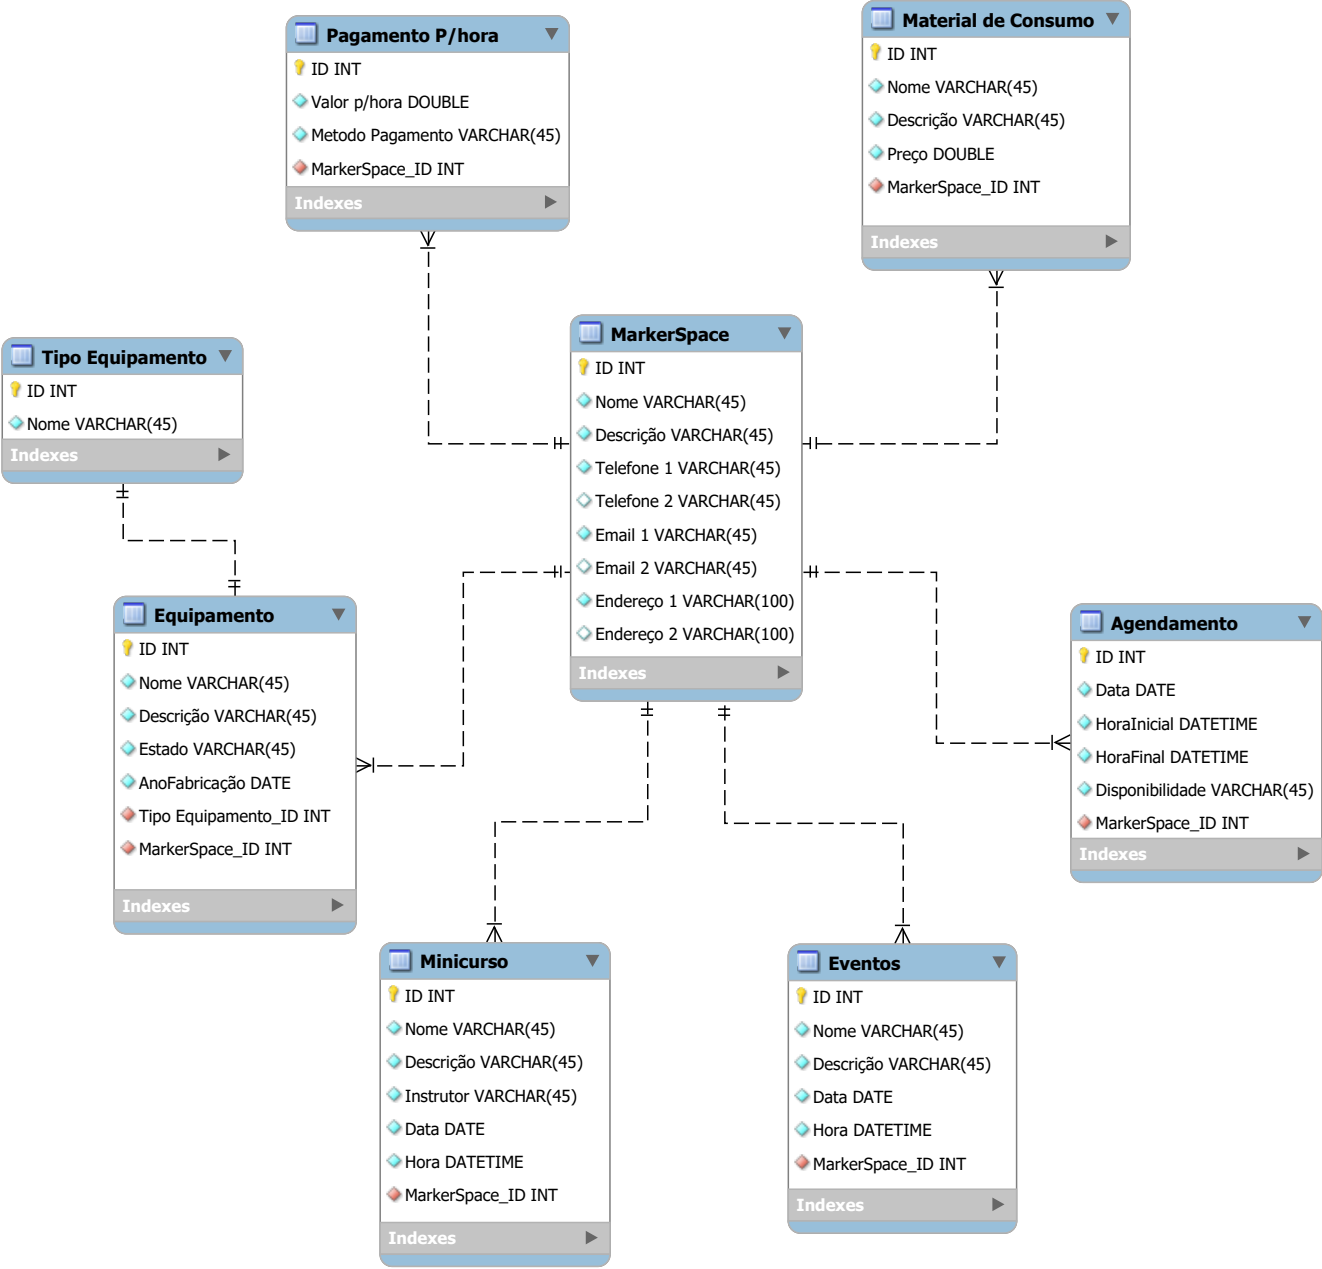 Pagamento P/hora
ID INT
Valor p/hora DOUBLE
Metodo Pagamento VARCHAR(45)
MarkerSpace_ID INT
Indexes
Material de Consumo
ID INT
Nome VARCHAR(45)
Descrição VARCHAR(45)
Preço DOUBLE
MarkerSpace_ID INT
Indexes
MarkerSpace
ID INT
Nome VARCHAR(45)
Descrição VARCHAR(45)
Telefone 1 VARCHAR(45)
Telefone 2 VARCHAR(45)
Email 1 VARCHAR(45)
Email 2 VARCHAR(45)
Endereço 1 VARCHAR(100)
Endereço 2 VARCHAR(100)
Indexes
Tipo Equipamento
ID INT
Nome VARCHAR(45)
Indexes
Equipamento
ID INT
Nome VARCHAR(45)
Descrição VARCHAR(45)
Estado VARCHAR(45)
AnoFabricação DATE
Tipo Equipamento_ID INT
MarkerSpace_ID INT
Indexes
Agendamento
ID INT
Data DATE
HoraInicial DATETIME
HoraFinal DATETIME
Disponibilidade VARCHAR(45)
MarkerSpace_ID INT
Indexes
Minicurso
ID INT
Nome VARCHAR(45)
Descrição VARCHAR(45)
Instrutor VARCHAR(45)
Data DATE
Hora DATETIME
MarkerSpace_ID INT
Indexes
Eventos
ID INT
Nome VARCHAR(45)
Descrição VARCHAR(45)
Data DATE
Hora DATETIME
MarkerSpace_ID INT
Indexes